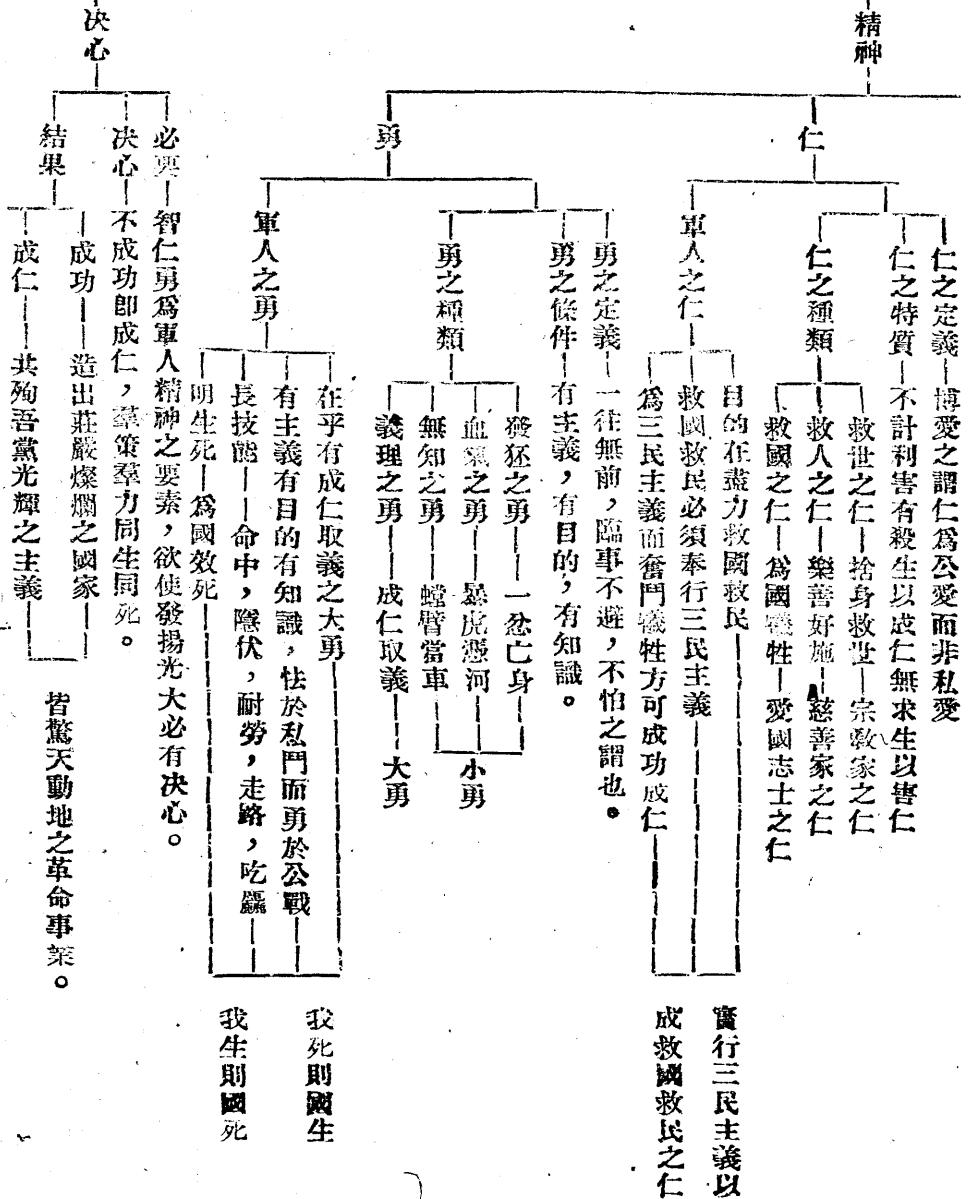 精神
仁
仁之定義
博愛之謂仁爲公愛而非私愛
仁之特質
不計利害有殺生以成仁無求生以害仁
仁之種類
救世之仁
捨身救世
宗敎家之仁
救人之仁
樂善好施
慈善家之仁
救國之仁
爲國犧牲
愛國志士之仁
軍人之仁
目的在盡力救國救民
救國救民必須奉行三民主義
爲三民主義而奮鬥犧牲方可成功成仁
實行三民主義以
成救國救民之仁
勇
勇之定義
一往無前，臨事不避，不怕之謂也。
勇之條件
有主義，有目的，有知識。
勇之種類
發狂之勇
一忿亡身
血氣之勇
暴虎憑河
無知之勇
螳臂當車
小勇
義理之勇
成仁取義
大勇
軍人之勇
在乎有成仁取義之大勇
有主義有目的有知識，怯於私鬥而勇於公戰
長技能
命中，隱伏，耐勞，走路，吃麤
明生死
爲國效死
我死則國生
我生則國死
决心
必要
智仁勇爲軍人精神之要素，欲使發揚光大必有决心。
决心
不成功卽成仁，羣策羣力同生同死。
結果
成功
造出莊嚴燦爛之國家
成仁
共殉吾黨光輝之主義
皆驚天動地之革命事業。